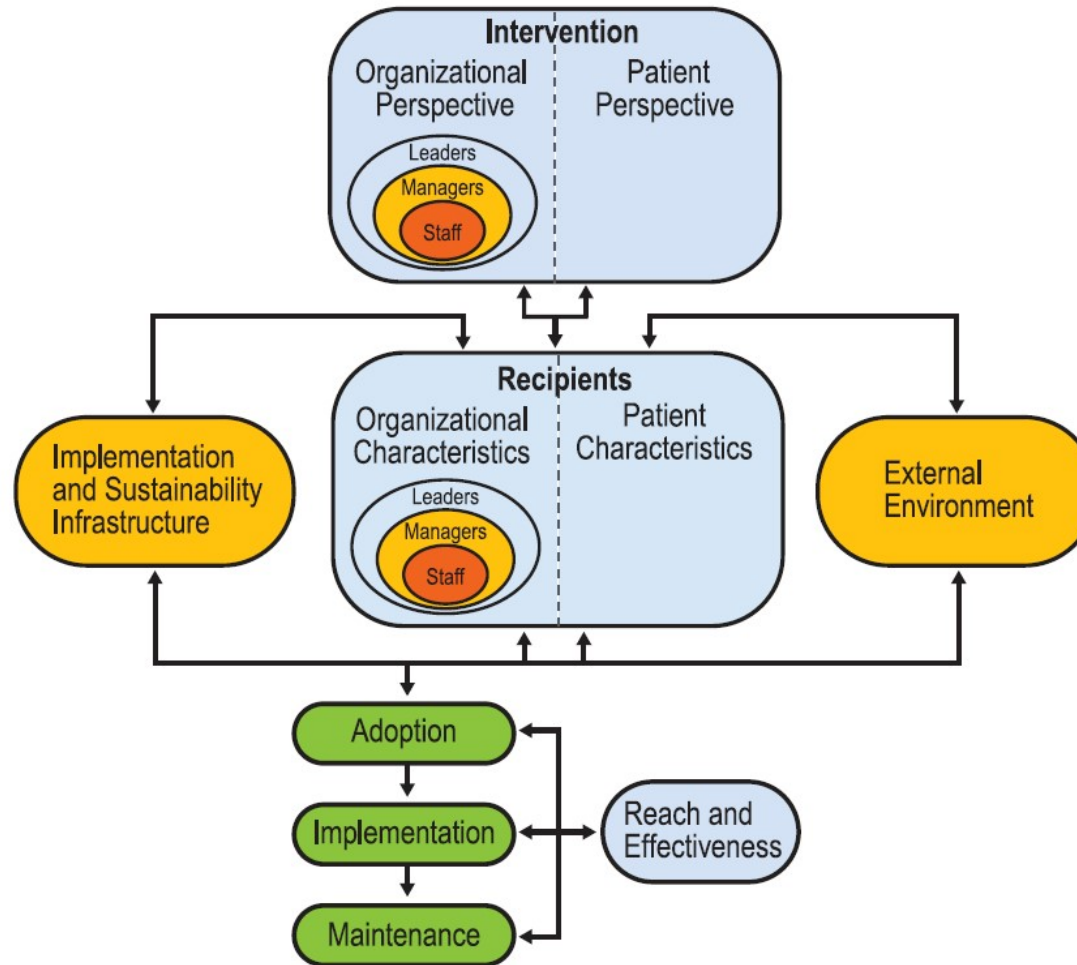 Intervention
Organizational
Perspective
Patient
Perspective
Leaders
Managers
Staff
Recipients
Organizational
Characteristics
Patient
Characteristics
Leaders
Managers
Staff
Implementation
and Sustainability
Infrastructure
External
Environment
Adoption
Implementation
Maintenance
Reach and
Effectiveness